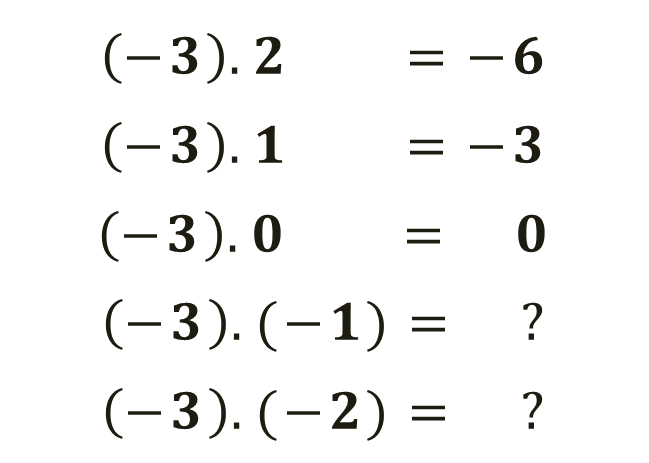 (−3). 2 = −6
(−3). 1 = −3
(−3). 0 = 0
(−3). (−1) = ?
(−3). (−2) = ?